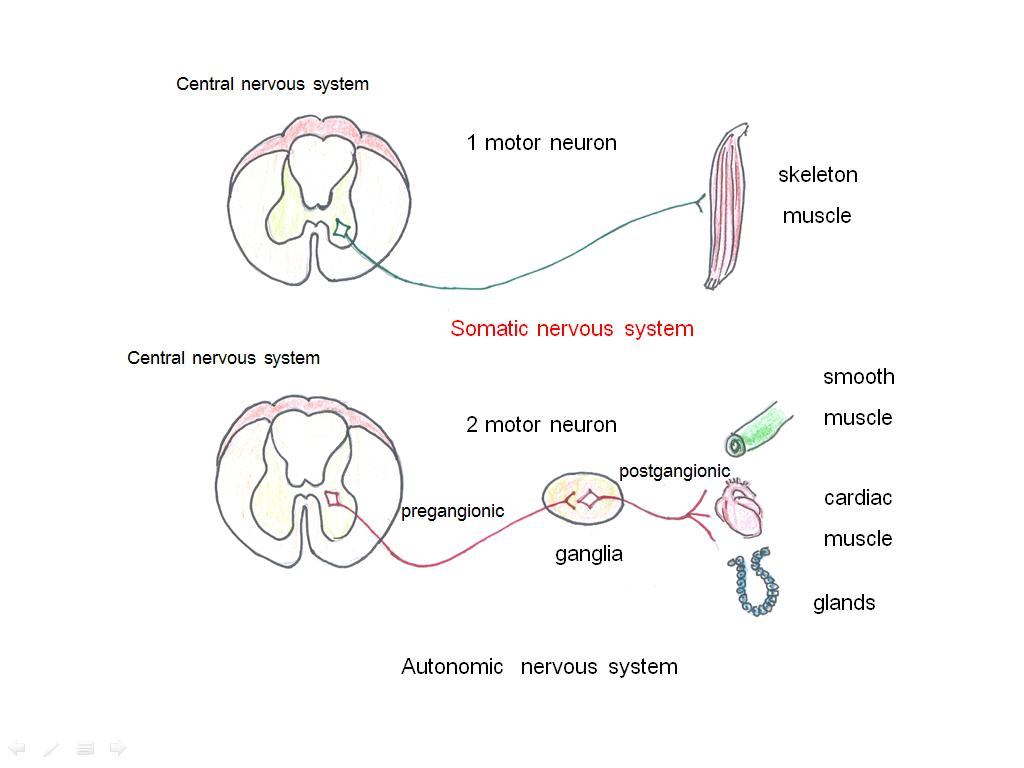 Central nervous system
1 motor neuron
skeleton
muscle
Somatic nervous system
Central nervous system
smooth
muscle
2 motor neuron
postgangionic
pregangionic
cardiac
muscle
ganglia
glands
Autonomic nervous system